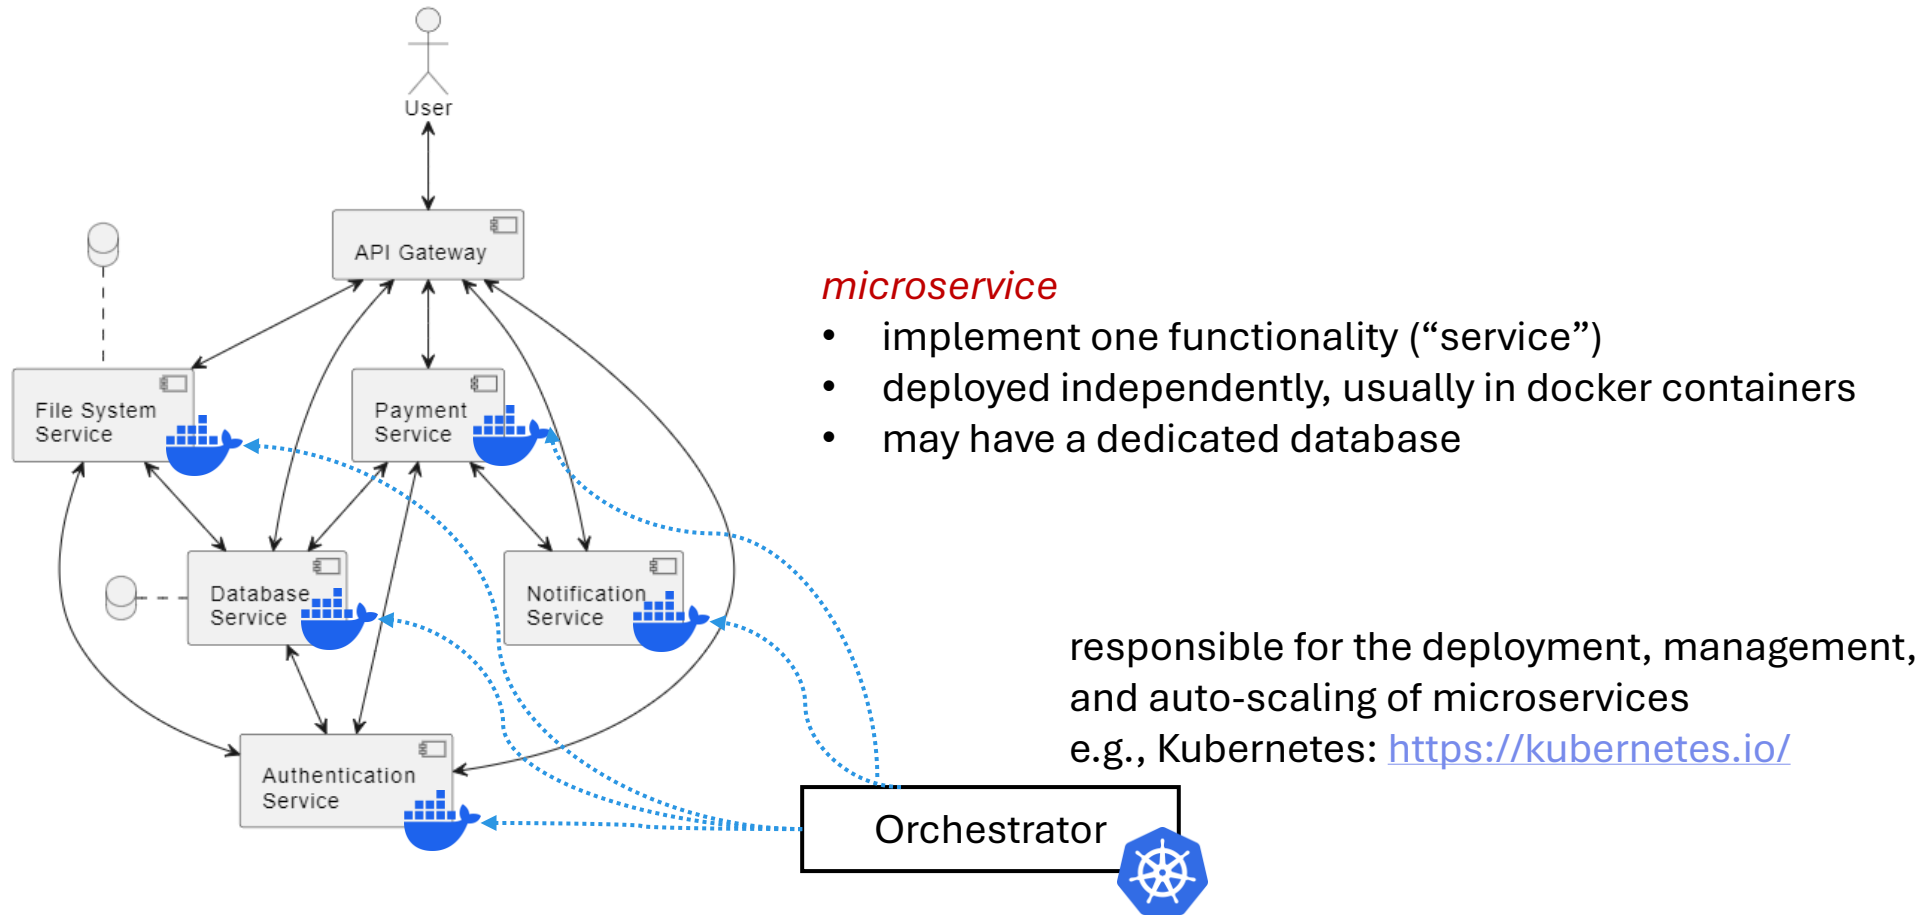 User
API Gateway
microservice
• implement one functionality (“service”)
• deployed independently, usually in docker containers
• may have a dedicated database
File System
Service
Payment
Service
Database
Service
Notification
Service
responsible for the deployment, management,
and auto-scaling of microservices
e.g., Kubernetes: https://kubernetes.io/
Authentication
Service
Orchestrator